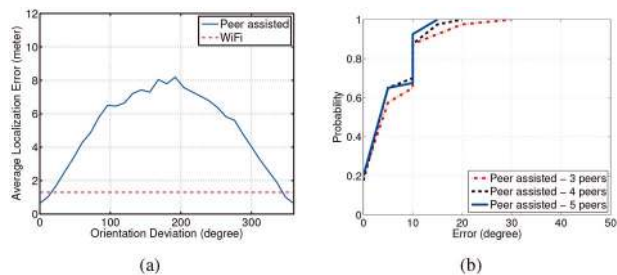 12
10
8
6
4
2
0
0
100
200
300
Average Localization Error (meter)
Orientation Deviation (degree)
Peer assisted
WiFi
(a)
1
0.8
0.6
0.4
0.2
0
0
10
20
30
40
50
Probability
Error (degree)
Peer assisted - 3 peers
Peer assisted - 4 peers
Peer assisted - 5 peers
(b)